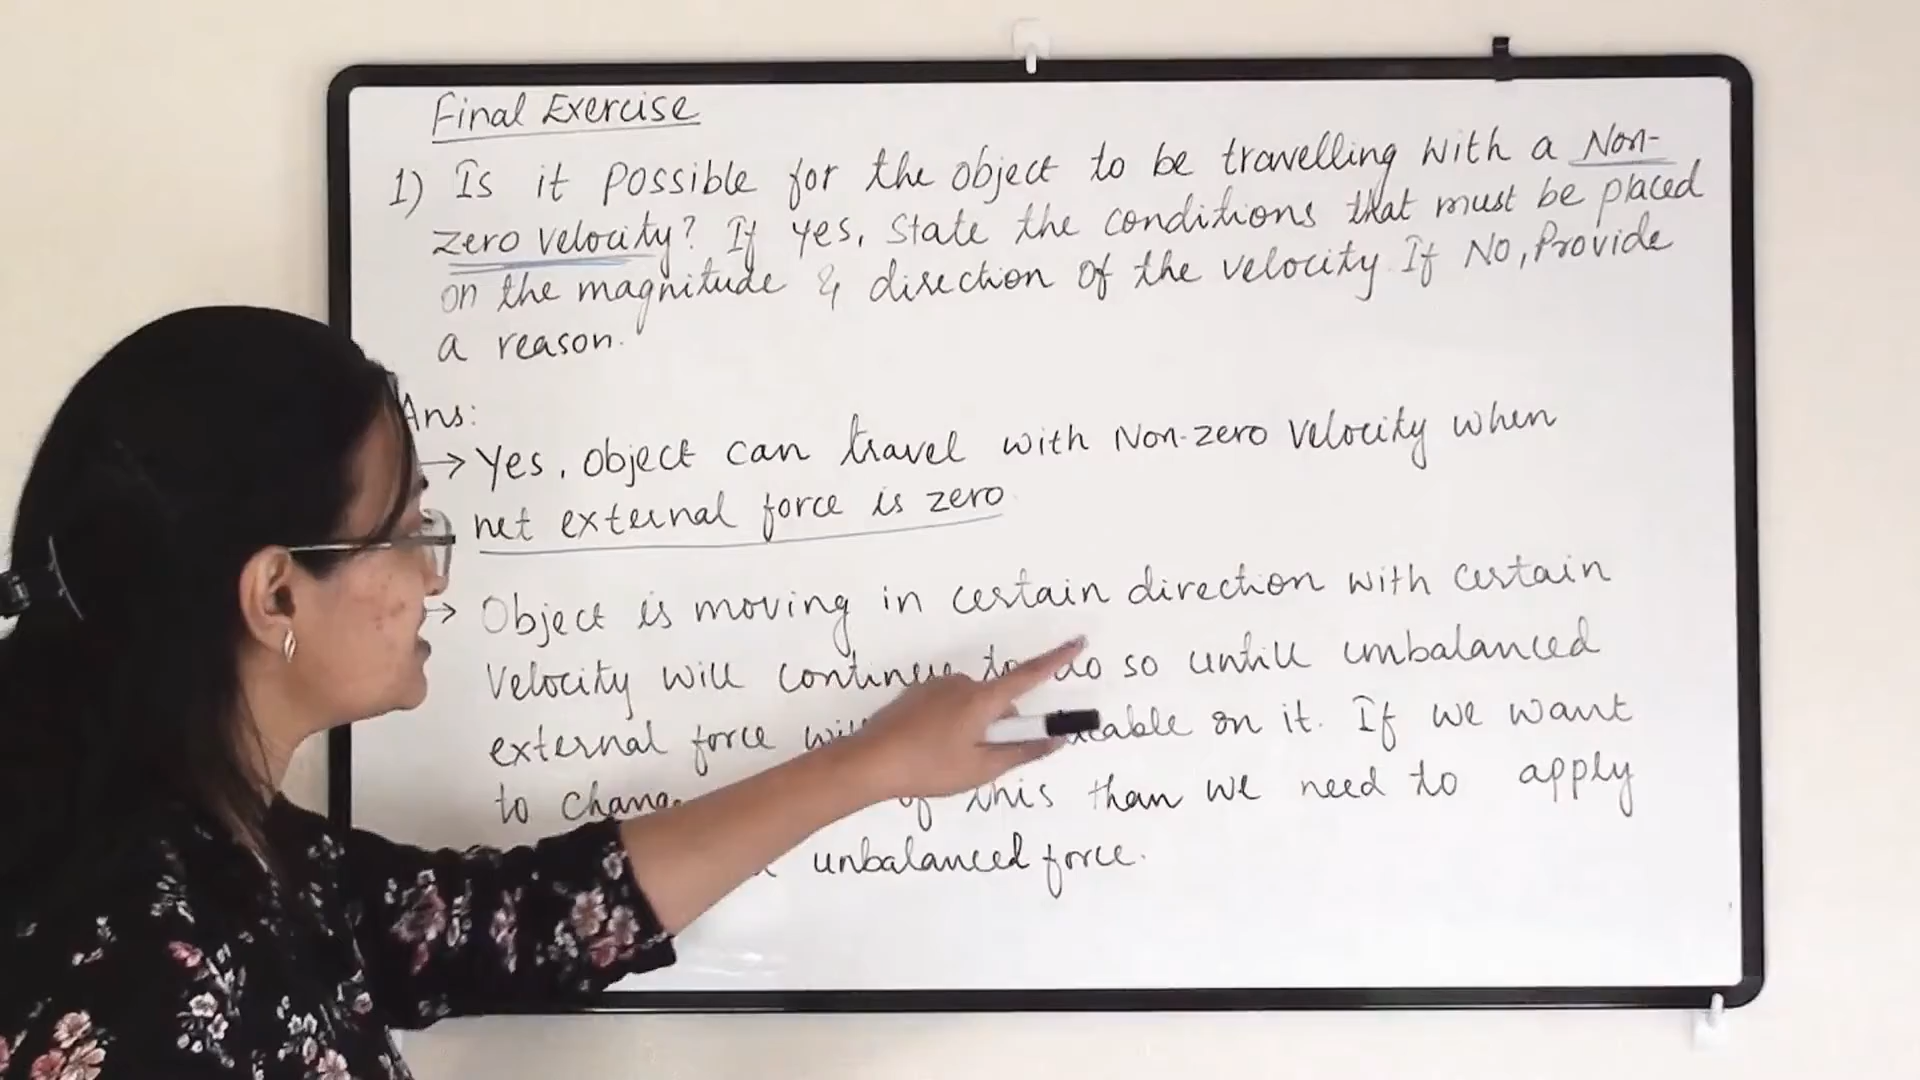 Final Exercise
1) Is it possible for the object to be travelling with a Non-
zero velocity? If yes, State the conditions that must be placed
on the magnitude & direction of the velocity. If No, Provide
a reason.
Ans:
→ Yes, object can travel with Non-zero velocity when
net external force is zero
→ Object is moving in certain direction with certain
Velocity will continue to do so untill unbalanced
external force on it. If we want
to of this than we need to apply
unbalanced force.